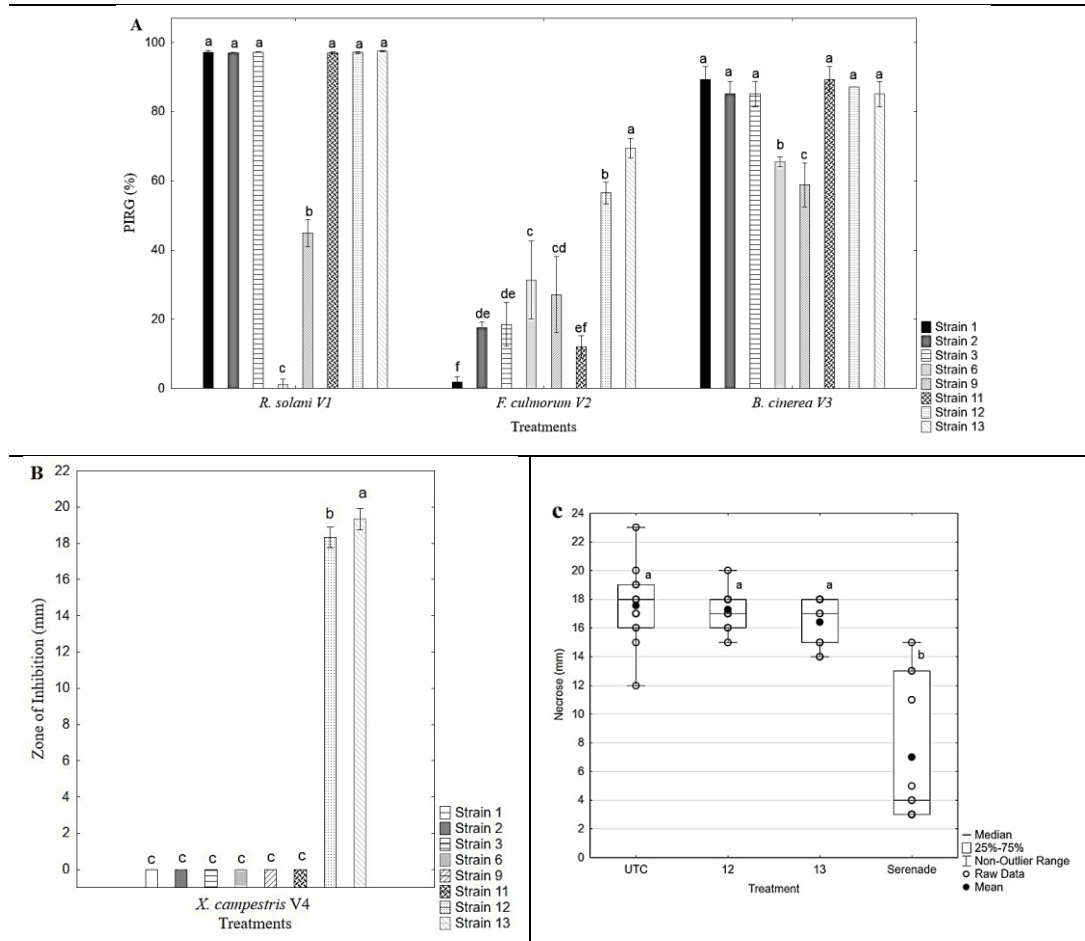 A
100
80
60
40
20
0
PIRG (%)
a a a c b a a a
f de de c cd ef b a
a a a b c a a a
R. solani V1 F. culmorum V2 B. cinerea V3
Treatments
Strain 1
Strain 2
Strain 3
Strain 6
Strain 9
Strain 11
Strain 12
Strain 13
B
22
20
18
16
14
12
10
8
6
4
2
0
Zone of Inhibition (mm)
c c c c c c b a
X. campestris V4
Treatments
Strain 1
Strain 2
Strain 3
Strain 6
Strain 9
Strain 11
Strain 12
Strain 13
c
24
22
20
18
16
14
12
10
8
6
4
2
0
Necrose (mm)
a a a b
UTC 12 13 Serenade
Treatment
Median
25%-75%
Non-Outlier Range
Raw Data
Mean